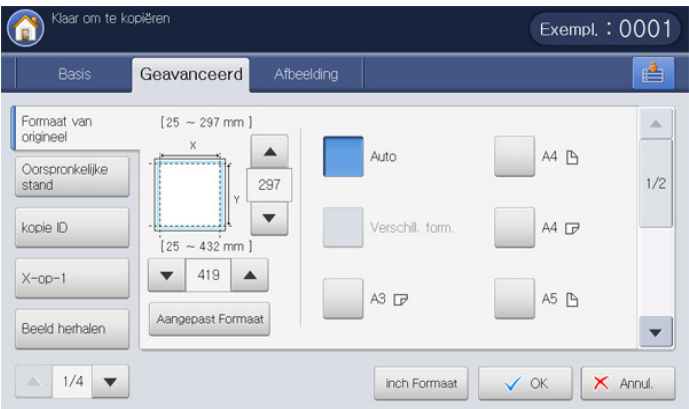 Klaar om te kopiëren
Exempl. : 0001
Basis
Geavanceerd
Afbeelding
Formaat van
origineel
Oorspronkelijke
stand
kopie ID
X-op-1
Beeld herhalen
1/4
[25 ~ 297 mm ]
X
Y
297
[25 ~ 432 mm ]
419
Aangepast Formaat
Auto
A4
Verschill. form.
A4
A3
A5
1/2
Inch Formaat
OK
Annul.